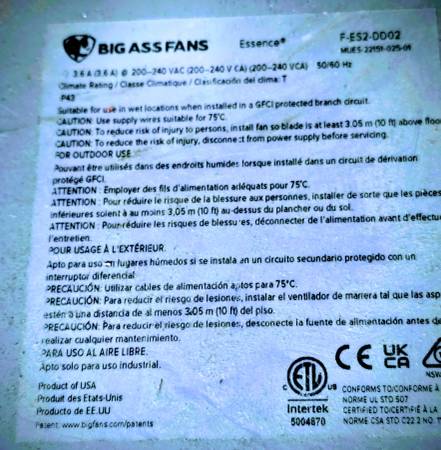 BIG ASS FANS Essence® F-ES2-0D02
MUES-22151-025-01
3.6 A (3,6 A) @ 200-240 VAC (200-240 V CA) (200-240 VCA) 50/60 Hz
Climate Rating / Classe Climatique / Clasificación del clima: T
P43
Suitable for use in wet locations when installed in a GFCI protected branch circuit.
CAUTION: Use supply wires suitable for 75°C.
CAUTION: To reduce risk of injury to persons, install fan so blade is at least 3.05 m (10 ft) above floor
CAUTION: To reduce the risk of injury, disconnect from power supply before servicing.
FOR OUTDOOR USE.
Pouvant être utilisés dans des endroits humides lorsque installé dans un circuit de dérivation
protégé GFCI.
ATTENTION : Employer des fils d'alimentation adéquats pour 75°C.
ATTENTION : Pour réduire le risque de la blessure aux personnes, installer de sorte que les pièces
inférieures soient à au moins 3,05 m (10 ft) au-dessus du plancher ou du sol.
ATTENTION : Pour réduire les risques de blessures, déconnecter de l'alimentation avant d'effectu
l'entretien.
POUR USAGE À L'EXTÉRIEUR.
Apto para uso en lugares húmedos si se instala en un circuito secundario protegido con un
interruptor diferencial
PRECAUCIÓN: Utilizar cables de alimentación aptos para 75°C.
PRECAUCIÓN: Para reducir el riesgo de lesiones, instalar el ventilador de manera tal que las asp
estén a una distancia de al menos 3,05 m (10 ft) del piso.
PRECAUCIÓN: Para reducir el riesgo de lesiones, desconecte la fuente de alimentación antes de
realizar cualquier mantenimiento.
PARA USO AL AIRE LIBRE.
Apto solo para uso industrial.
Product of USA
Produit des États-Unis
Producto de EE.UU
Patent: www.bigfans.com/patents
ETL
Intertek
5004870
CE UK CA
NSW
CONFORMS TO/CONFORME À
NORME UL STD 507
CERTIFIED TO/CERTIFIÉ À LA
NORME CSA STD C22.2 No. 11